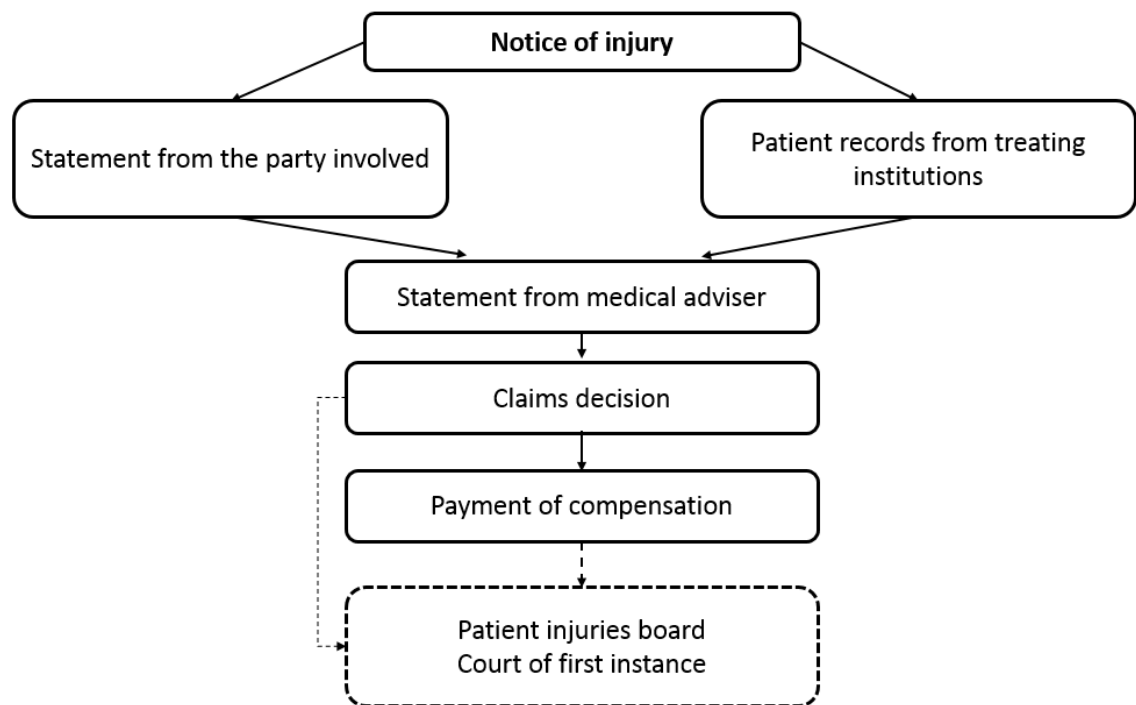 Notice of injury
Statement from the party involved
Patient records from treating
institutions
Statement from medical adviser
Claims decision
Payment of compensation
Patient injuries board
Court of first instance